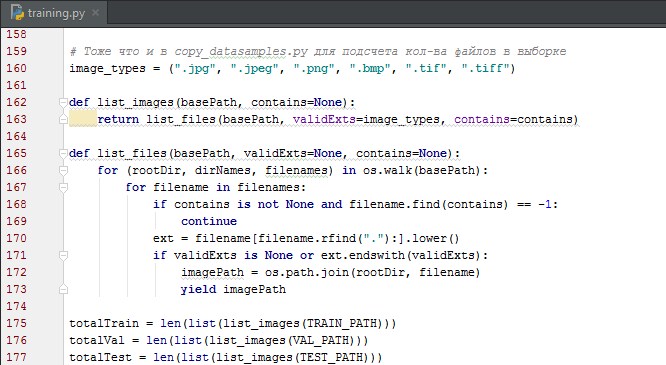 training.py
158
159 # Тоже что и в copy_datasamples.py для подсчета кол-ва файлов в выборке
160 image_types = (".jpg", ".jpeg", ".png", ".bmp", ".tif", ".tiff")
161
162 def list_images(basePath, contains=None):
163     return list_files(basePath, validExts=image_types, contains=contains)
164
165 def list_files(basePath, validExts=None, contains=None):
166     for (rootDir, dirNames, filenames) in os.walk(basePath):
167         for filename in filenames:
168             if contains is not None and filename.find(contains) == -1:
169                 continue
170             ext = filename[filename.rfind("."):].lower()
171             if validExts is None or ext.endswith(validExts):
172                 imagePath = os.path.join(rootDir, filename)
173                 yield imagePath
174
175 totalTrain = len(list(list_images(TRAIN_PATH)))
176 totalVal = len(list(list_images(VAL_PATH)))
177 totalTest = len(list(list_images(TEST_PATH)))